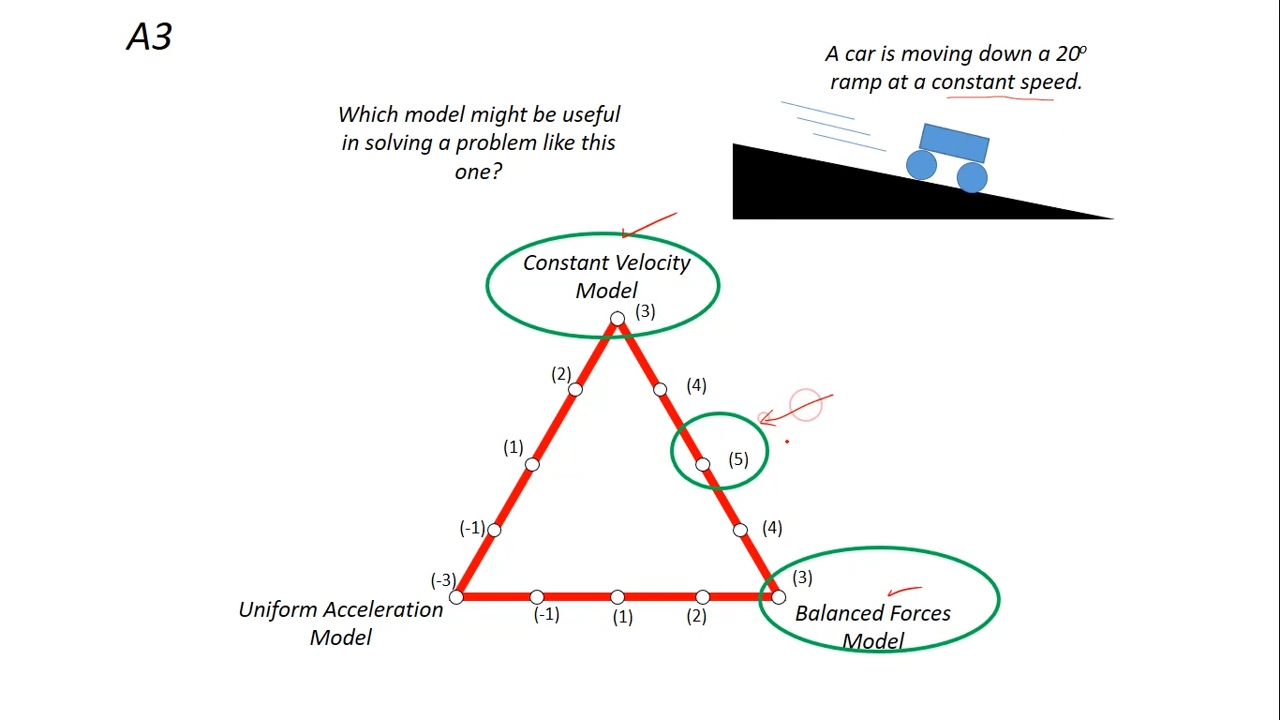 A3
A car is moving down a 20º
ramp at a constant speed.
Which model might be useful
in solving a problem like this
one?
Constant Velocity
Model
(3)
(2)
(4)
(1)
(5)
(-1)
(4)
(-3)
(3)
Uniform Acceleration
Model
(-1)
(1)
(2)
Balanced Forces
Model